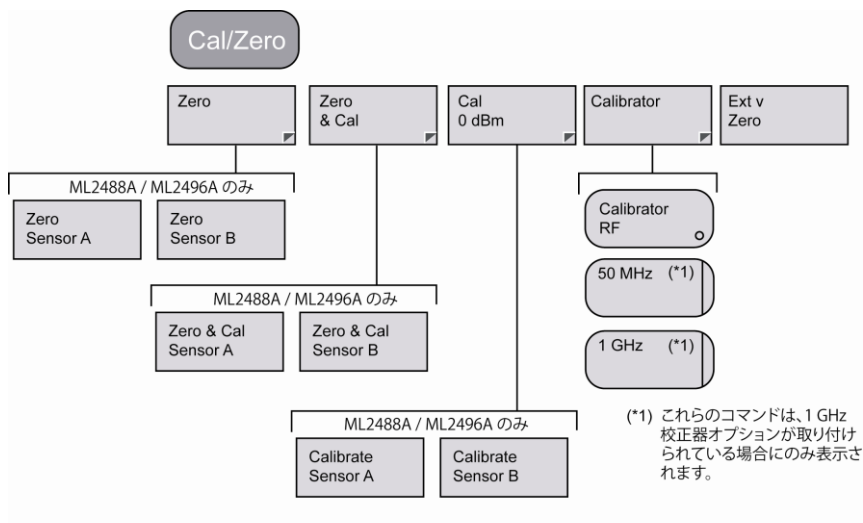 Cal/Zero
Zero
Zero
& Cal
Cal
0 dBm
Calibrator
Ext v
Zero
ML2488A / ML2496A のみ
Zero
Sensor A
Zero
Sensor B
Calibrator
RF
50 MHz (*1)
1 GHz (*1)
ML2488A / ML2496A のみ
Zero & Cal
Sensor A
Zero & Cal
Sensor B
ML2488A / ML2496A のみ
Calibrate
Sensor A
Calibrate
Sensor B
(*1) これらのコマンドは、1 GHz
校正器オプションが取り付け
られている場合にのみ表示さ
れます。